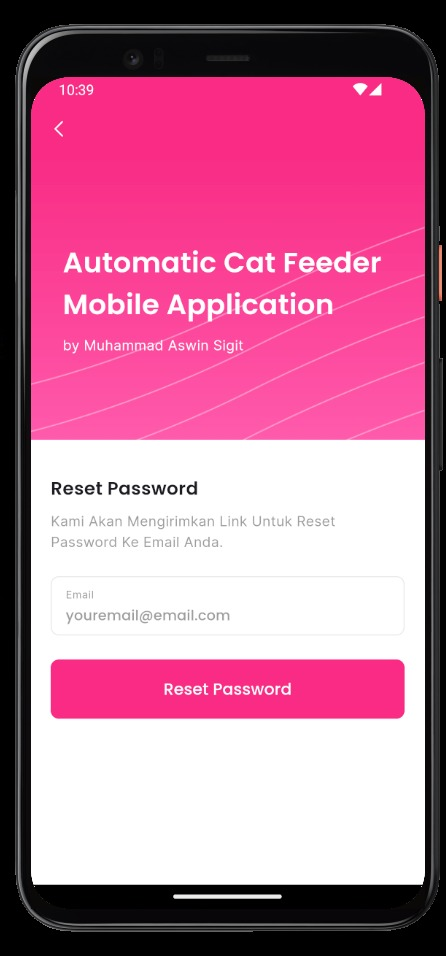 10:39
Automatic Cat Feeder
Mobile Application
by Muhammad Aswin Sigit
Reset Password
Kami Akan Mengirimkan Link Untuk Reset
Password Ke Email Anda.
Email
youremail@email.com
Reset Password